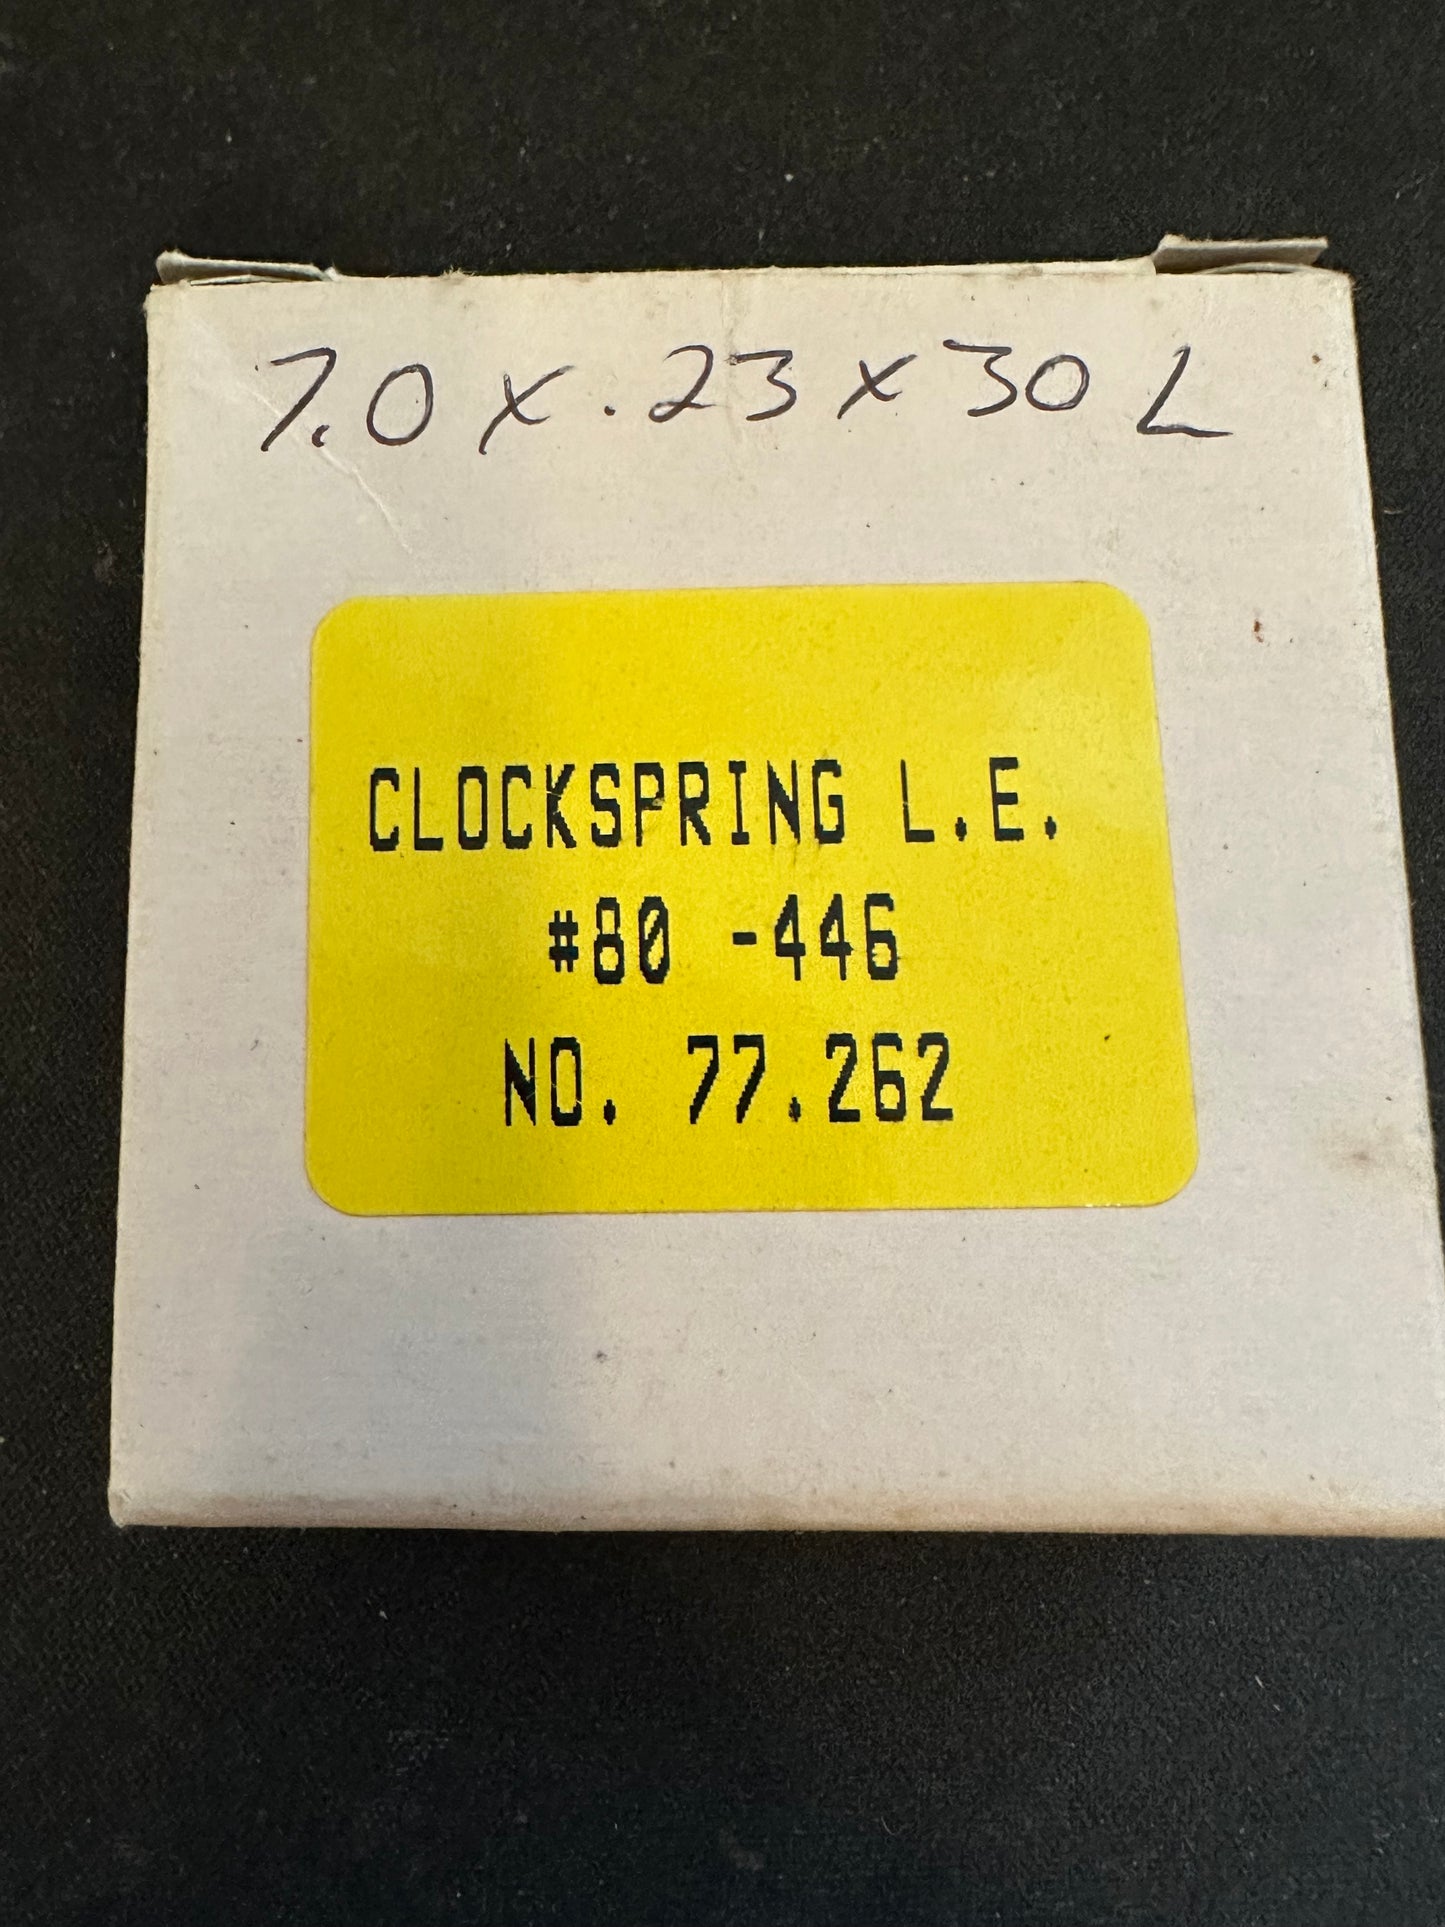 7.0 x .23 x 30 L
CLOCKSPRING L.E.
#80 -446
NO. 77.262